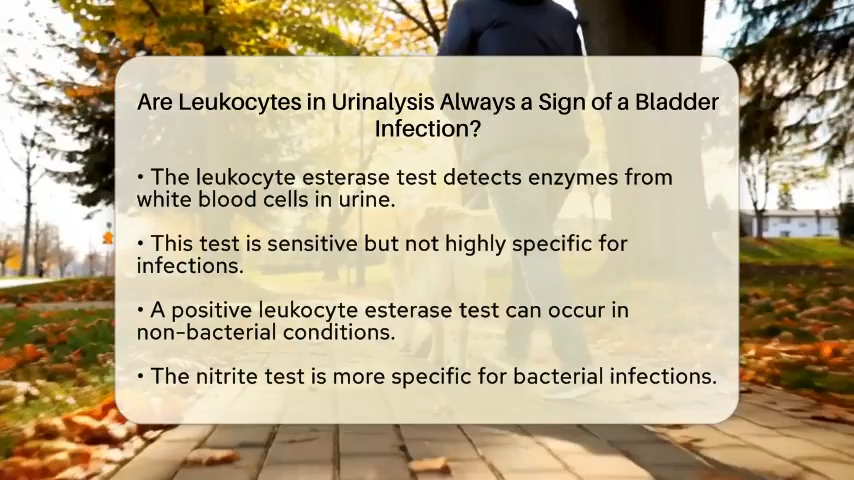 Are Leukocytes in Urinalysis Always a Sign of a Bladder
Infection?
• The leukocyte esterase test detects enzymes from
white blood cells in urine.
• This test is sensitive but not highly specific for
infections.
• A positive leukocyte esterase test can occur in
non-bacterial conditions.
• The nitrite test is more specific for bacterial infections.